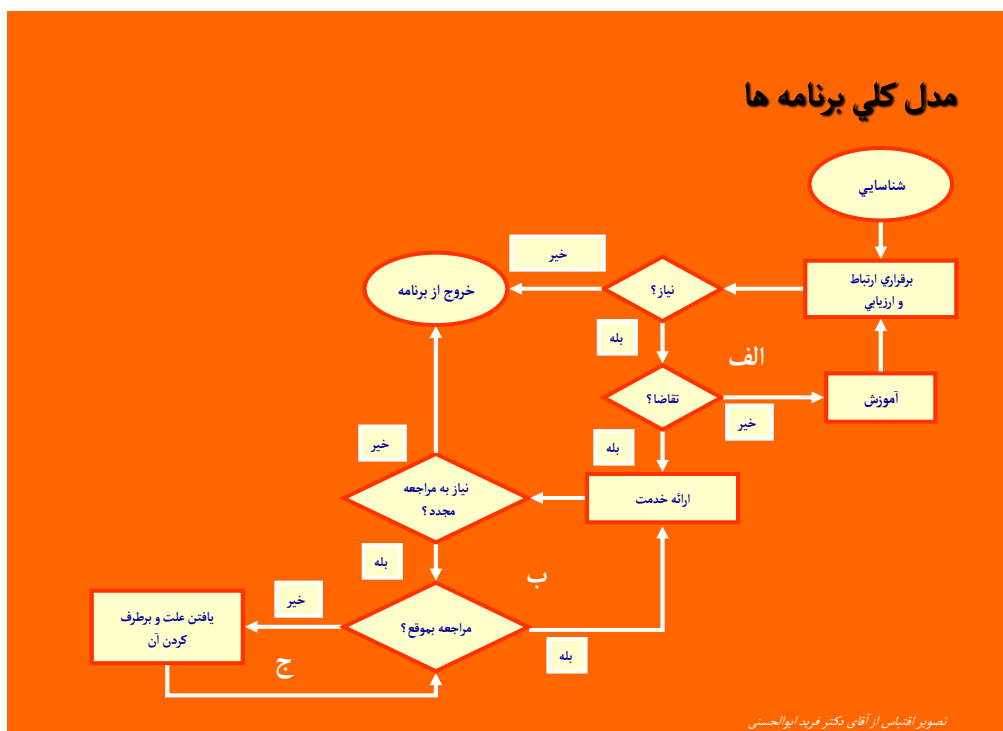 مدل کلي برنامه ها
شناسايي
برقراري ارتباط
و ارزيابي
نياز؟
خير
خروج از برنامه
بله
الف
تقاضا؟
خير
آموزش
بله
ارائه خدمت
نياز به مراجعه
مجدد؟
خير
بله
ب
مراجعه بموقع؟
خير
بله
يافتن علت و برطرف
كردن آن
ج
تصویر اقتباس از آقای دکتر فرید ابوالحسنی